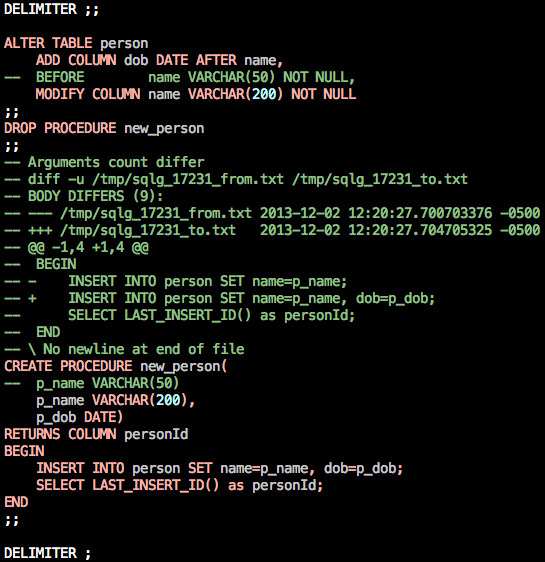 DELIMITER ;;
ALTER TABLE person
    ADD COLUMN dob DATE AFTER name,
--  BEFORE        name VARCHAR(50) NOT NULL,
    MODIFY COLUMN name VARCHAR(200) NOT NULL
;;
DROP PROCEDURE new_person
;;
-- Arguments count differ
-- diff -u /tmp/sqlg_17231_from.txt /tmp/sqlg_17231_to.txt
-- BODY DIFFERS (9):
-- --- /tmp/sqlg_17231_from.txt 2013-12-02 12:20:27.700703376 -0500
-- +++ /tmp/sqlg_17231_to.txt   2013-12-02 12:20:27.704705325 -0500
-- @@ -1,4 +1,4 @@
--  BEGIN
-- -    INSERT INTO person SET name=p_name;
-- +    INSERT INTO person SET name=p_name, dob=p_dob;
--      SELECT LAST_INSERT_ID() as personId;
--  END
-- \ No newline at end of file
CREATE PROCEDURE new_person(
--  p_name VARCHAR(50)
    p_name VARCHAR(200),
    p_dob DATE)
RETURNS COLUMN personId
BEGIN
    INSERT INTO person SET name=p_name, dob=p_dob;
    SELECT LAST_INSERT_ID() as personId;
END
;;
DELIMITER ;